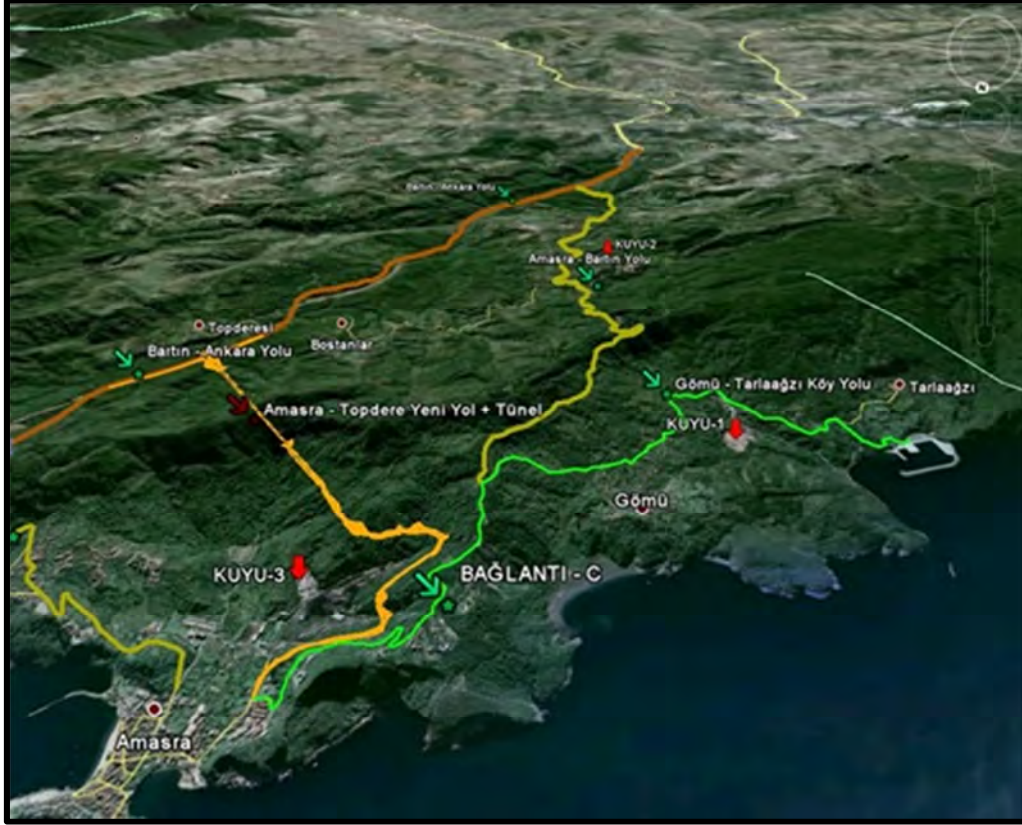 Bartın - Ankara Yolu
KUYU-2
Amasra - Bartın Yolu
Topderesi
Bostanlar
Bartın - Ankara Yolu
Gömü - Tarlaağzı Köy Yolu
Tarlaağzı
Amasra - Topdere Yeni Yol + Tünel
KUYU-1
Gömü
KUYU-3
BAĞLANTI - C
Amasra
N